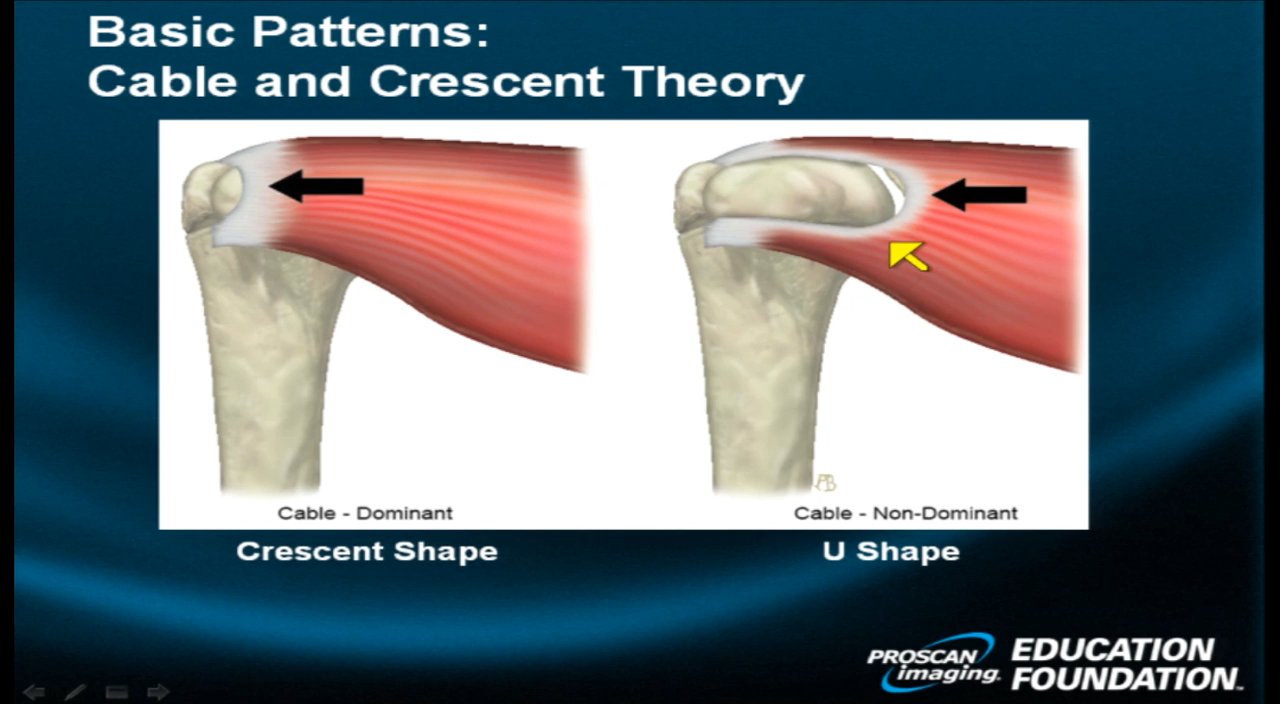 Basic Patterns:
Cable and Crescent Theory
Cable - Dominant
Cable - Non-Dominant
Crescent Shape
U Shape
PROSCAN
imaging.
EDUCATION
FOUNDATION